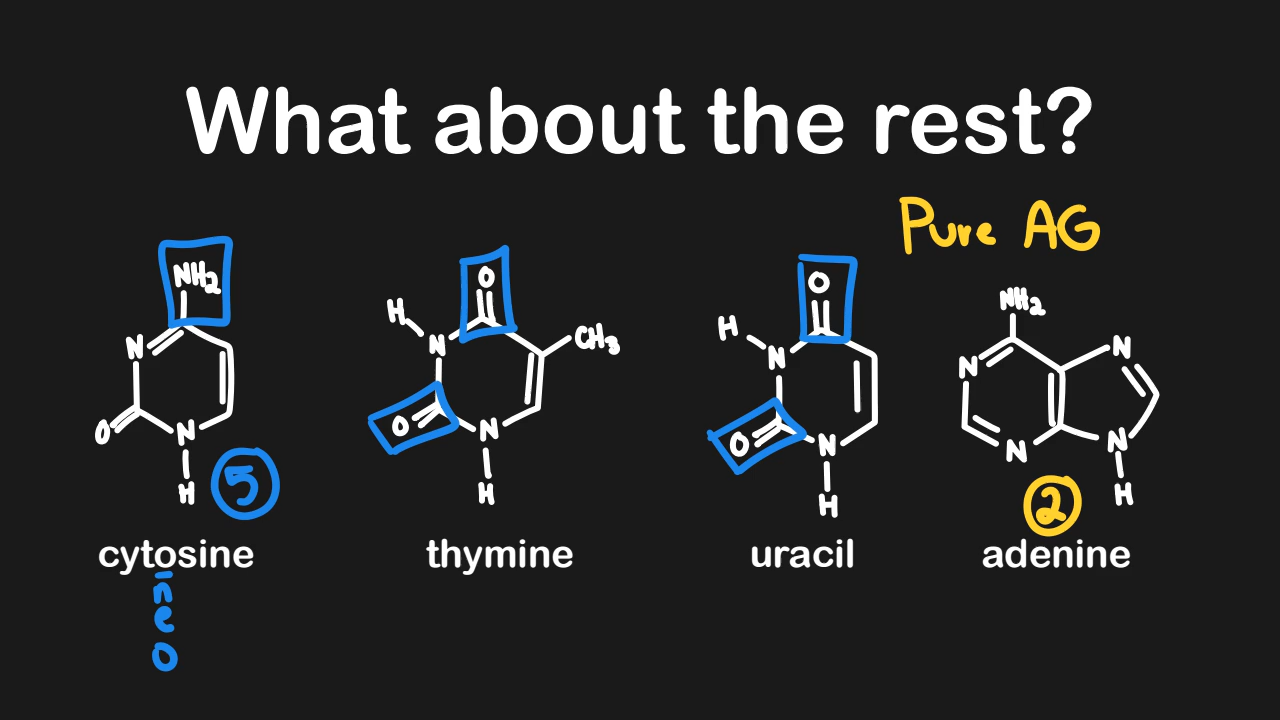 What about the rest?
Pure AG
NH2
N
O
N
H
5
cytosine
n
e
o
H
O
N
CH3
O
N
H
thymine
O
H
N
O
N
H
uracil
NH2
N
N
N
N
H
2
adenine